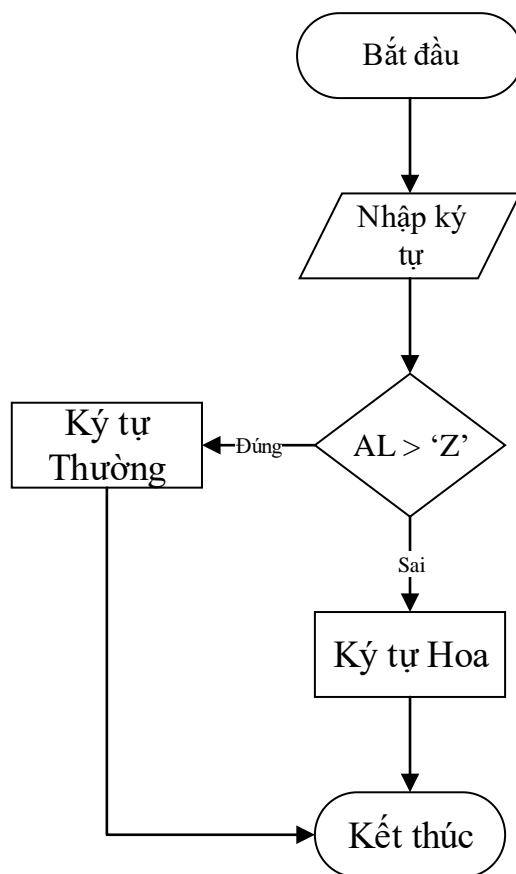 Bắt đầu
Nhập ký
tự
AL > ‘Z’
Đúng
Ký tự
Thường
Sai
Ký tự Hoa
Kết thúc